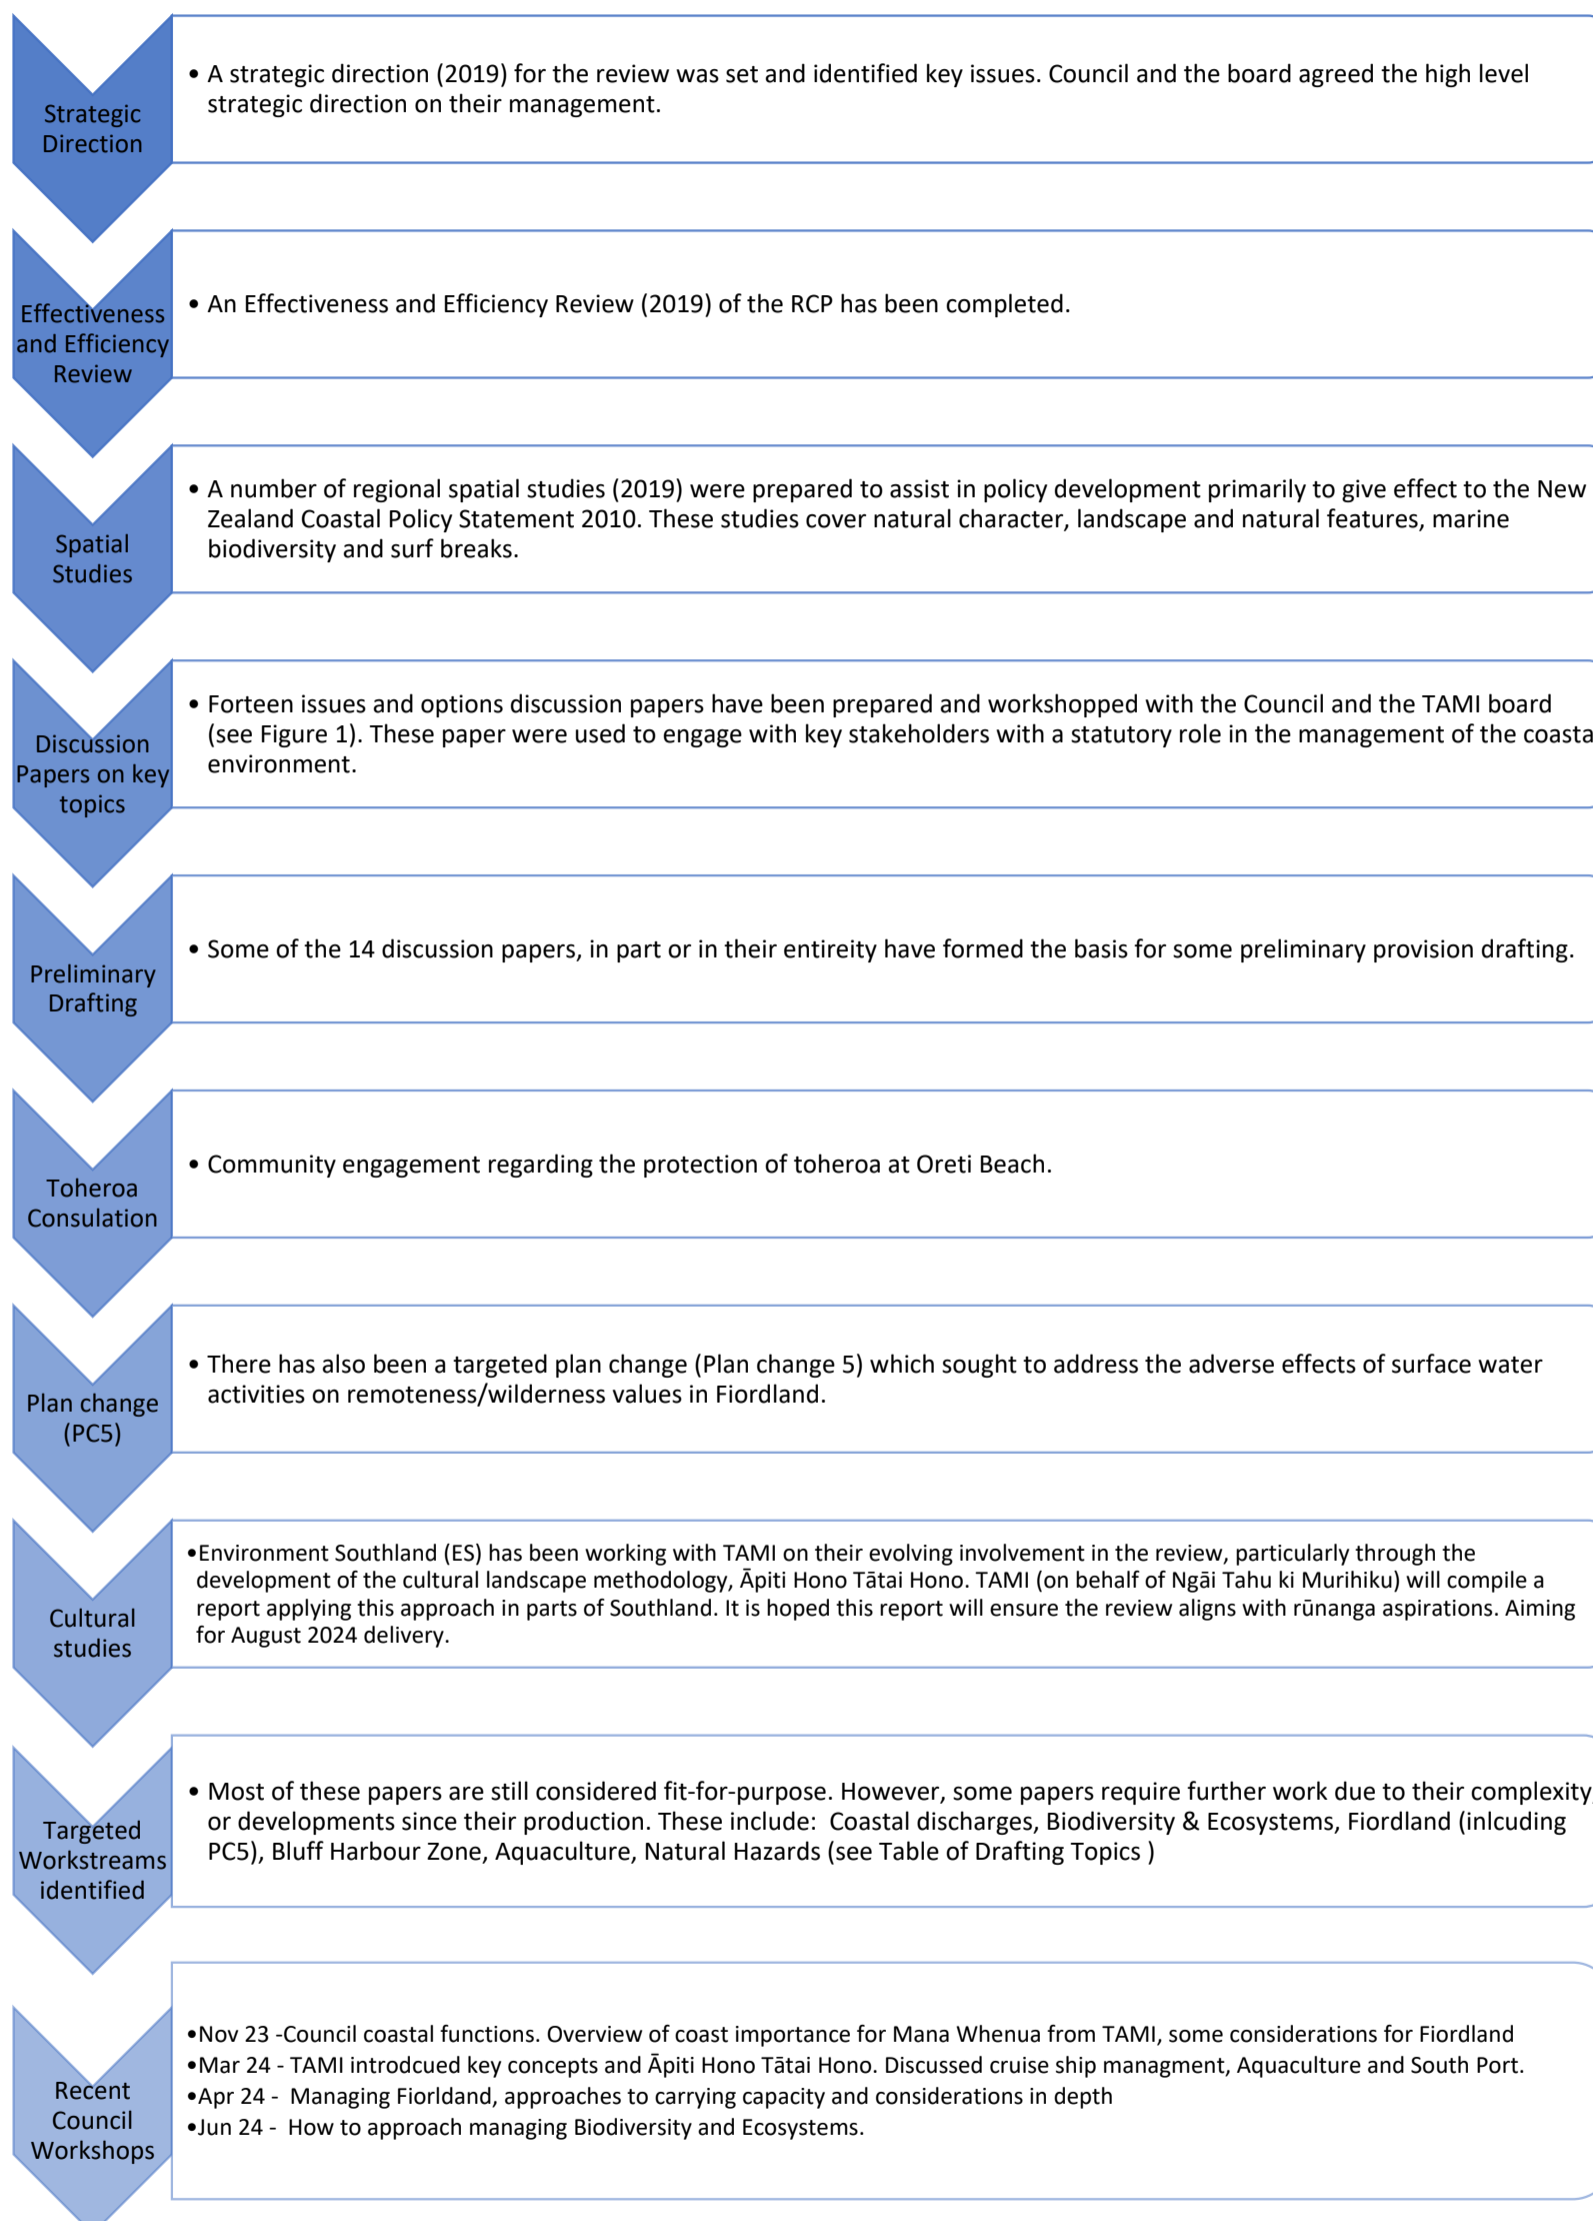 Strategic
Direction
• A strategic direction (2019) for the review was set and identified key issues. Council and the board agreed the high level
strategic direction on their management.
Effectiveness
and Efficiency
Review
• An Effectiveness and Efficiency Review (2019) of the RCP has been completed.
Spatial
Studies
• A number of regional spatial studies (2019) were prepared to assist in policy development primarily to give effect to the New
Zealand Coastal Policy Statement 2010. These studies cover natural character, landscape and natural features, marine
biodiversity and surf breaks.
Discussion
Papers on key
topics
• Forteen issues and options discussion papers have been prepared and workshopped with the Council and the TAMI board
(see Figure 1). These paper were used to engage with key stakeholders with a statutory role in the management of the coasta
environment.
Preliminary
Drafting
• Some of the 14 discussion papers, in part or in their entireity have formed the basis for some preliminary provision drafting.
Toheroa
Consulation
• Community engagement regarding the protection of toheroa at Oreti Beach.
Plan change
(PC5)
• There has also been a targeted plan change (Plan change 5) which sought to address the adverse effects of surface water
activities on remoteness/wilderness values in Fiordland.
Cultural
studies
•Environment Southland (ES) has been working with TAMI on their evolving involvement in the review, particularly through the
development of the cultural landscape methodology, Āpiti Hono Tātai Hono. TAMI (on behalf of Ngāi Tahu ki Murihiku) will compile a
report applying this approach in parts of Southland. It is hoped this report will ensure the review aligns with rūnanga aspirations. Aiming
for August 2024 delivery.
Targeted
Workstreams
identified
• Most of these papers are still considered fit-for-purpose. However, some papers require further work due to their complexity,
or developments since their production. These include:  Coastal discharges, Biodiversity & Ecosystems, Fiordland (inlcuding
PC5), Bluff Harbour Zone, Aquaculture, Natural Hazards (see Table of Drafting Topics )
Recent
Council
Workshops
•Nov 23 -Council coastal functions. Overview of coast importance for Mana Whenua from TAMI, some considerations for Fiordland
•Mar 24 - TAMI introdcued key concepts and Āpiti Hono Tātai Hono. Discussed cruise ship managment, Aquaculture and South Port.
•Apr 24 -  Managing Fiorldand, approaches to carrying capacity and considerations in depth
•Jun 24 -  How to approach managing Biodiversity and Ecosystems.